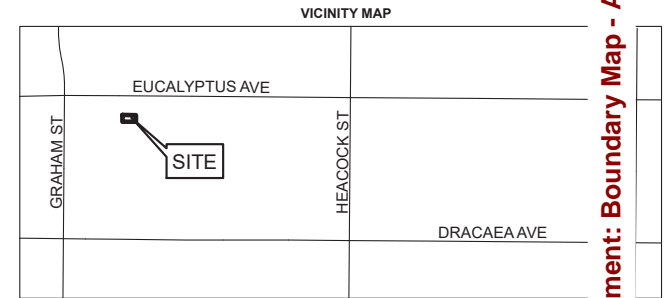 VICINITY MAP
EUCALYPTUS AVE
GRAHAM ST
SITE
HEACOCK ST
DRACAEA AVE
ment: Boundary Map -